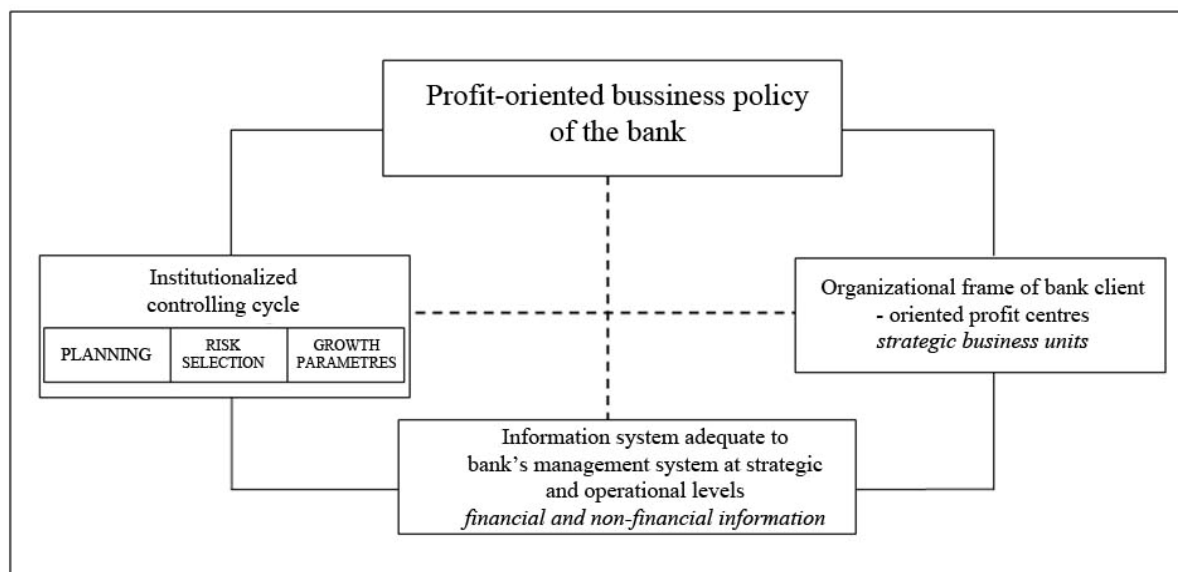 Profit-oriented bussiness policy
of the bank
Institutionalized
controlling cycle
PLANNING
RISK
SELECTION
GROWTH
PARAMETRES
Organizational frame of bank client
- oriented profit centres
strategic business units
Information system adequate to
bank's management system at strategic
and operational levels
financial and non-financial information